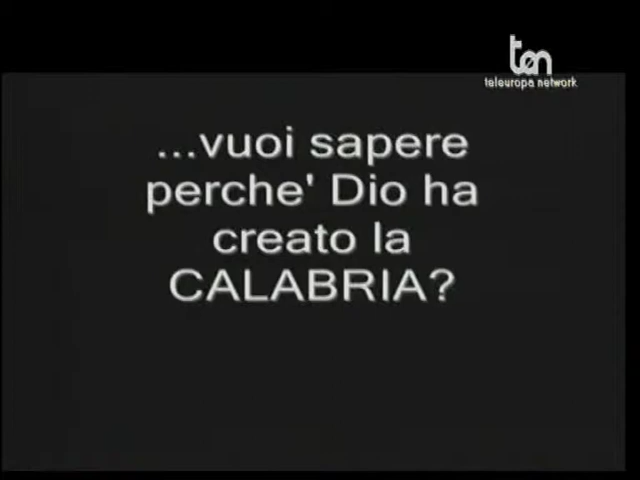 ten
teleuropa network
...vuoi sapere
perche' Dio ha
creato la
CALABRIA?